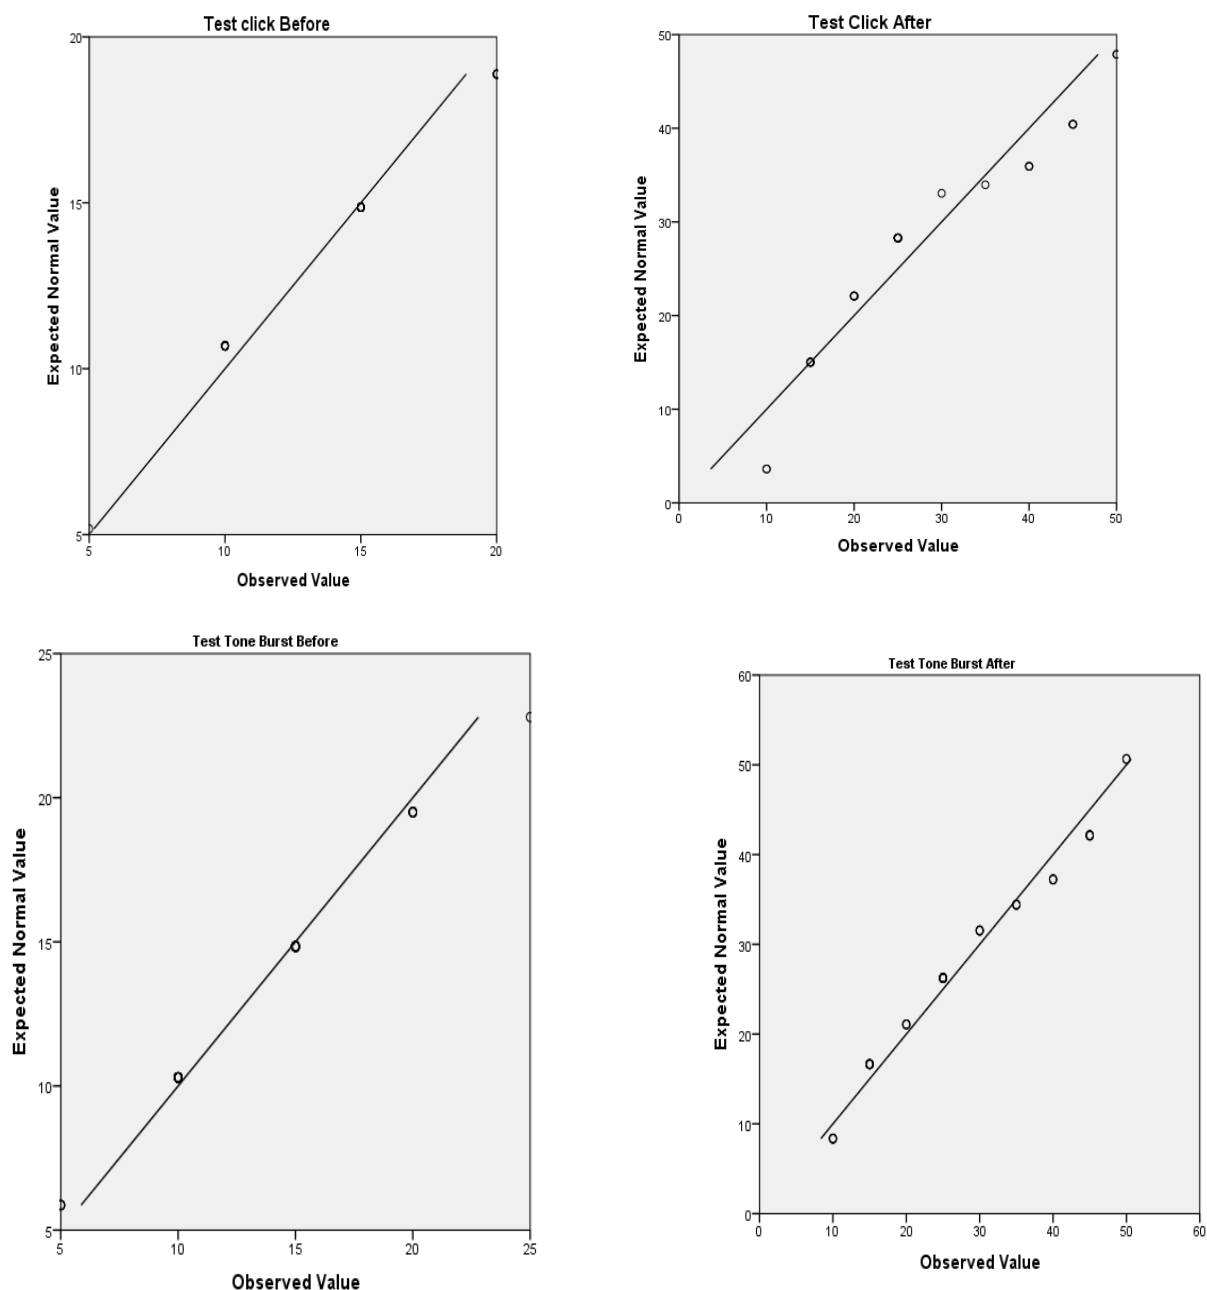 Test click Before
20
15
10
5
5 10 15 20
Expected Normal Value
Observed Value
Test Click After
50
40
30
20
10
0
0 10 20 30 40 50
Expected Normal Value
Observed Value
Test Tone Burst Before
25
20
15
10
5
5 10 15 20 25
Expected Normal Value
Observed Value
Test Tone Burst After
60
50
40
30
20
10
0
0 10 20 30 40 50 60
Expected Normal Value
Observed Value